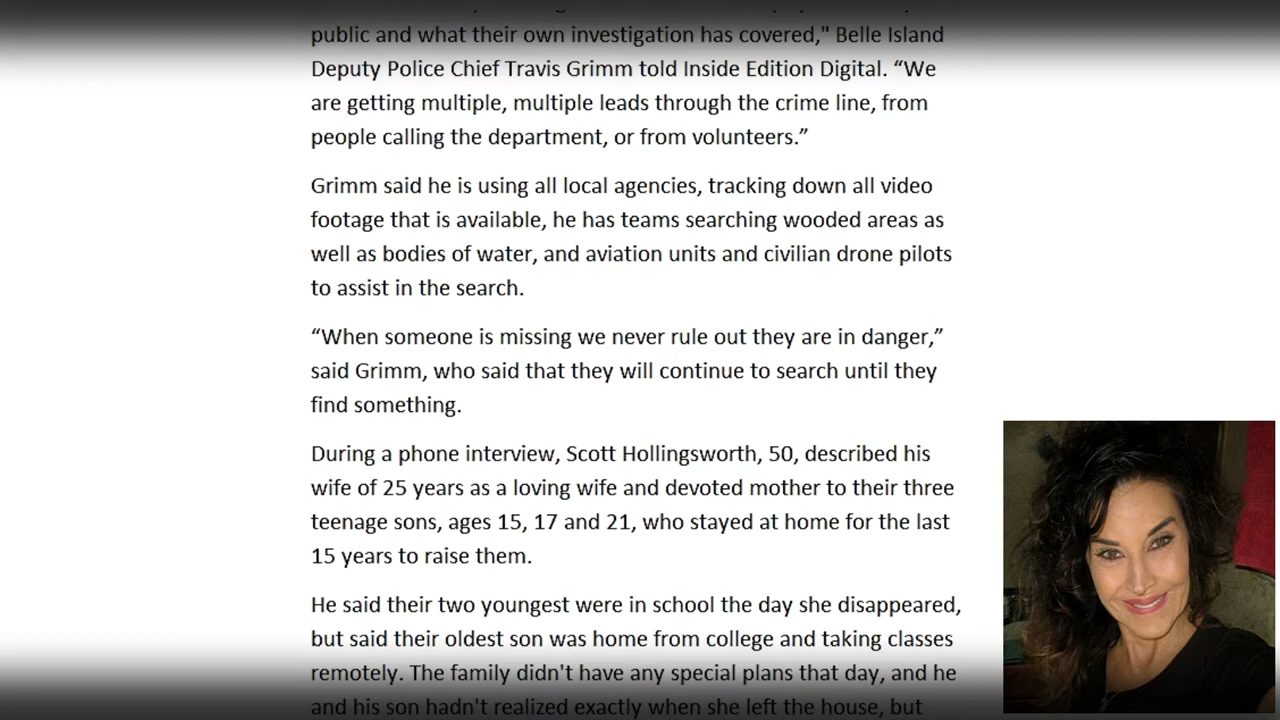 public and what their own investigation has covered," Belle Island
Deputy Police Chief Travis Grimm told Inside Edition Digital. “We
are getting multiple, multiple leads through the crime line, from
people calling the department, or from volunteers.”
Grimm said he is using all local agencies, tracking down all video
footage that is available, he has teams searching wooded areas as
well as bodies of water, and aviation units and civilian drone pilots
to assist in the search.
“When someone is missing we never rule out they are in danger,”
said Grimm, who said that they will continue to search until they
find something.
During a phone interview, Scott Hollingsworth, 50, described his
wife of 25 years as a loving wife and devoted mother to their three
teenage sons, ages 15, 17 and 21, who stayed at home for the last
15 years to raise them.
He said their two youngest were in school the day she disappeared,
but said their oldest son was home from college and taking classes
remotely. The family didn't have any special plans that day, and he
and his son hadn't realized exactly when she left the house, but